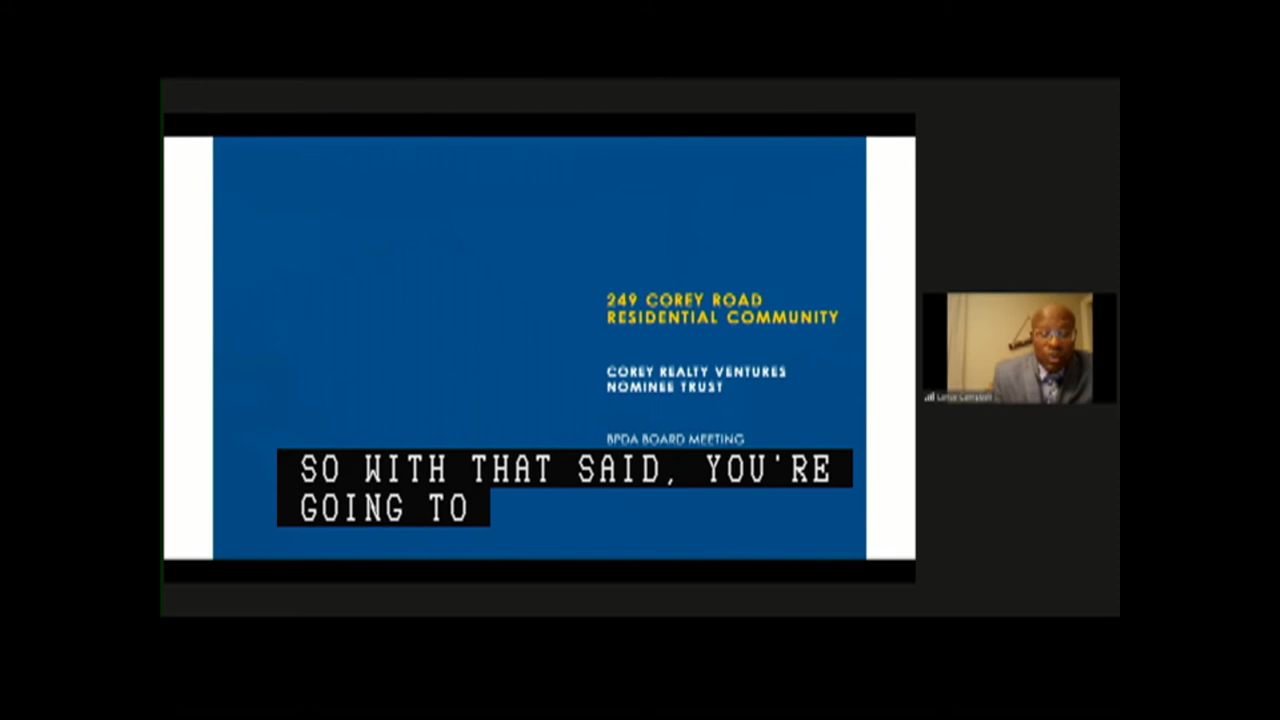 249 COREY ROAD
RESIDENTIAL COMMUNITY
COREY REALTY VENTURES
NOMINEE TRUST
BPDA BOARD MEETING
SO WITH THAT SAID, YOU'RE
GOING TO